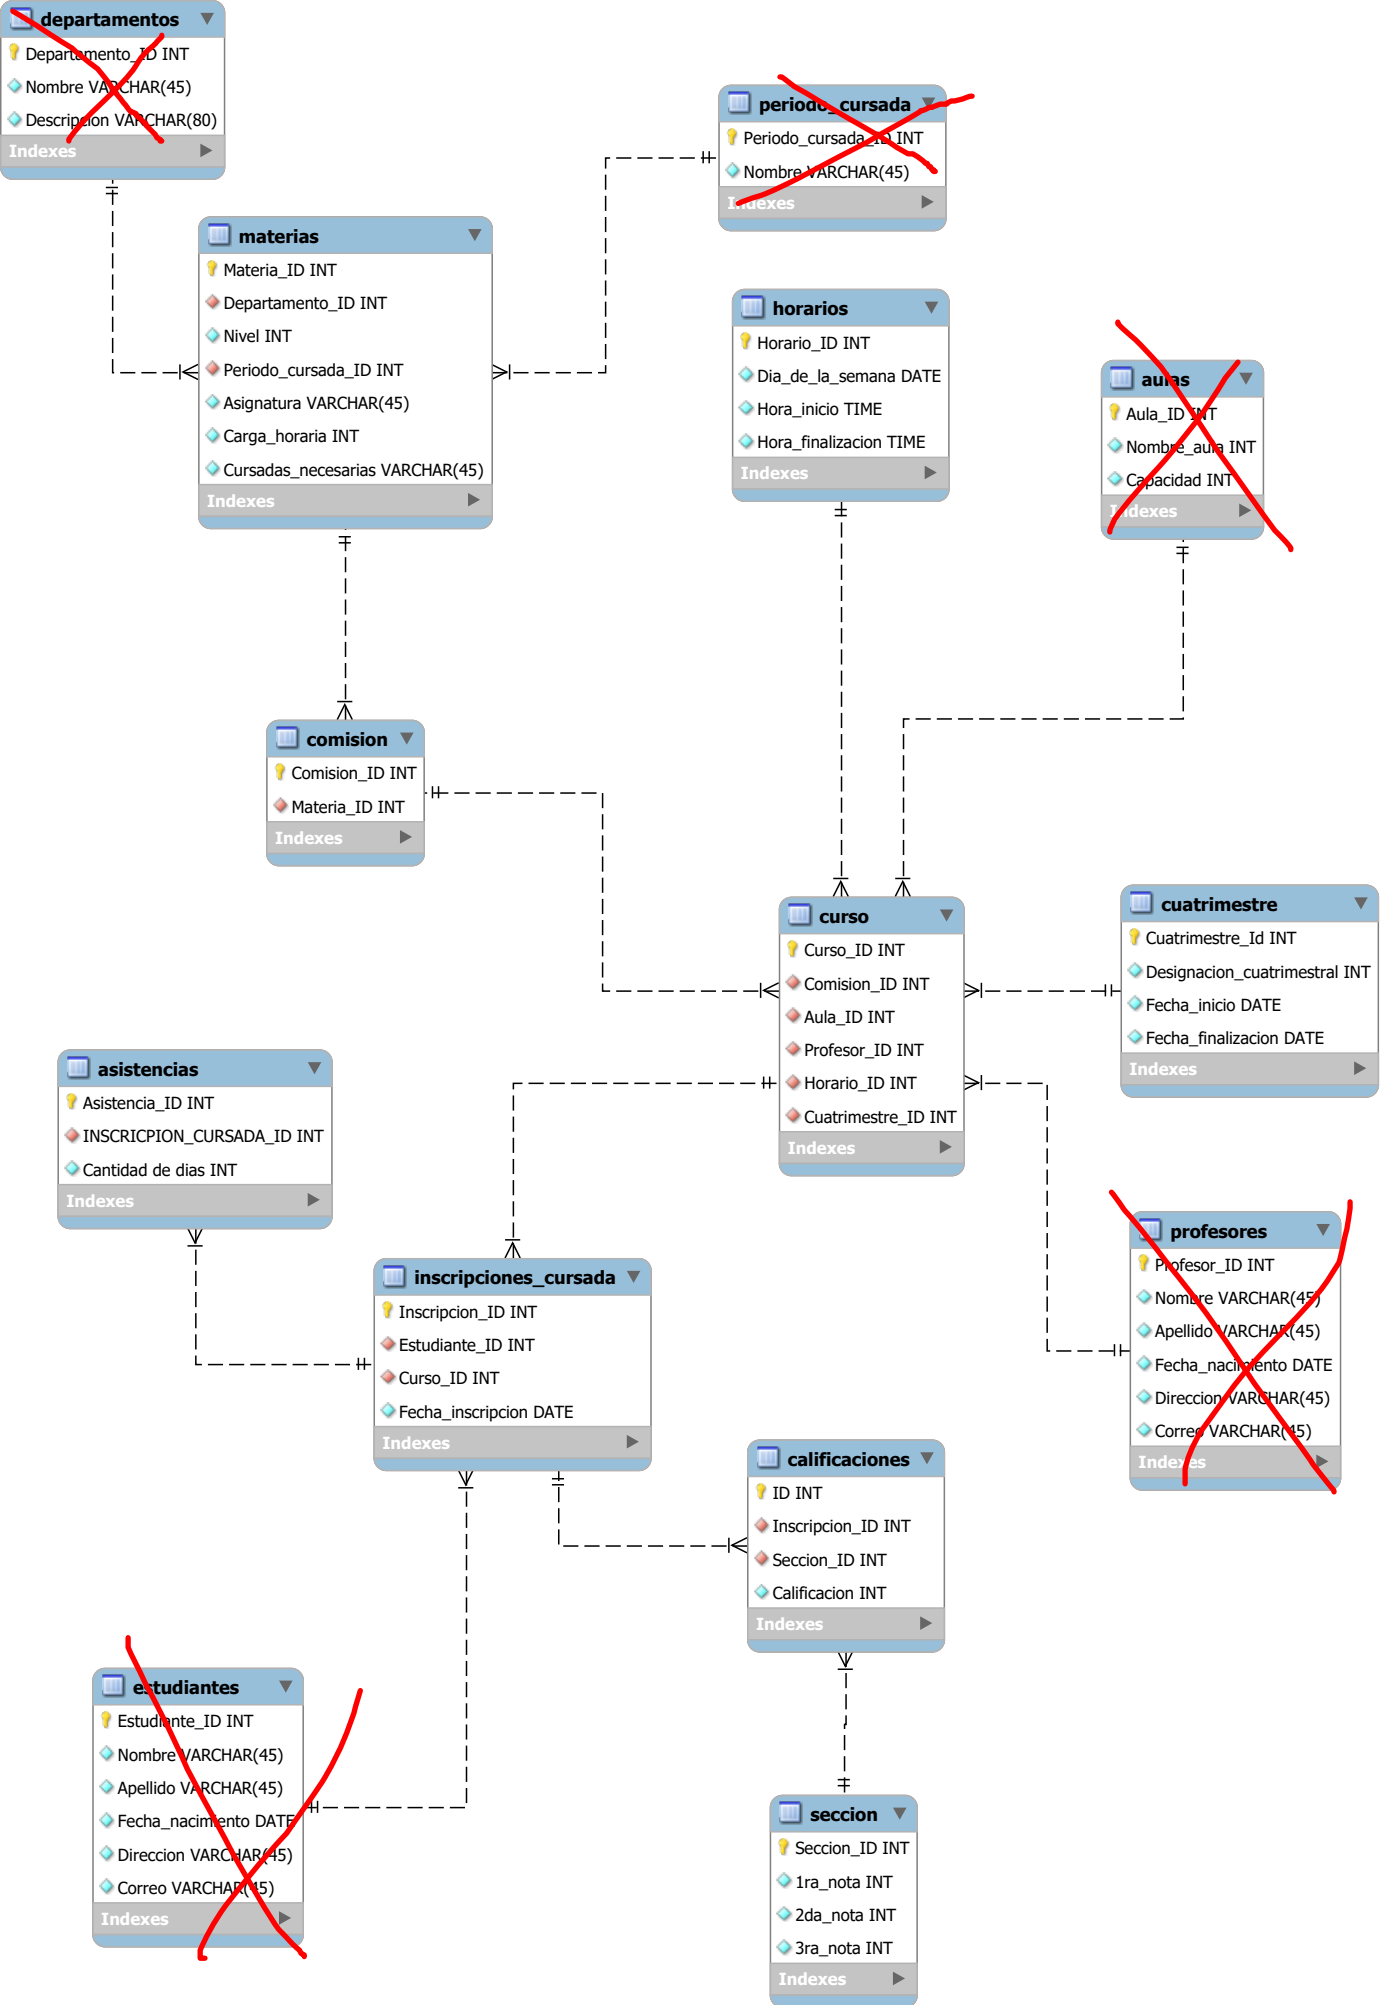 departamentos
Departamento_ID INT
Nombre VARCHAR(45)
Descripcion VARCHAR(80)
Indexes
periodo_cursada
Periodo_cursada_ID INT
Nombre VARCHAR(45)
Indexes
materias
Materia_ID INT
Departamento_ID INT
Nivel INT
Periodo_cursada_ID INT
Asignatura VARCHAR(45)
Carga_horaria INT
Cursadas_necesarias VARCHAR(45)
Indexes
horarios
Horario_ID INT
Dia_de_la_semana DATE
Hora_inicio TIME
Hora_finalizacion TIME
Indexes
aulas
Aula_ID INT
Nombre_aula INT
Capacidad INT
Indexes
comision
Comision_ID INT
Materia_ID INT
Indexes
curso
Curso_ID INT
Comision_ID INT
Aula_ID INT
Profesor_ID INT
Horario_ID INT
Cuatrimestre_ID INT
Indexes
cuatrimestre
Cuatrimestre_Id INT
Designacion_cuatrimestral INT
Fecha_inicio DATE
Fecha_finalizacion DATE
Indexes
asistencias
Asistencia_ID INT
INSCRICPION_CURSADA_ID INT
Cantidad de dias INT
Indexes
profesores
Profesor_ID INT
Nombre VARCHAR(45)
Apellido VARCHAR(45)
Fecha_nacimiento DATE
Direccion VARCHAR(45)
Correo VARCHAR(45)
Indexes
inscripciones_cursada
Inscripcion_ID INT
Estudiante_ID INT
Curso_ID INT
Fecha_inscripcion DATE
Indexes
calificaciones
ID INT
Inscripcion_ID INT
Seccion_ID INT
Calificacion INT
Indexes
estudiantes
Estudiante_ID INT
Nombre VARCHAR(45)
Apellido VARCHAR(45)
Fecha_nacimiento DATE
Direccion VARCHAR(45)
Correo VARCHAR(45)
Indexes
seccion
Seccion_ID INT
1ra_nota INT
2da_nota INT
3ra_nota INT
Indexes